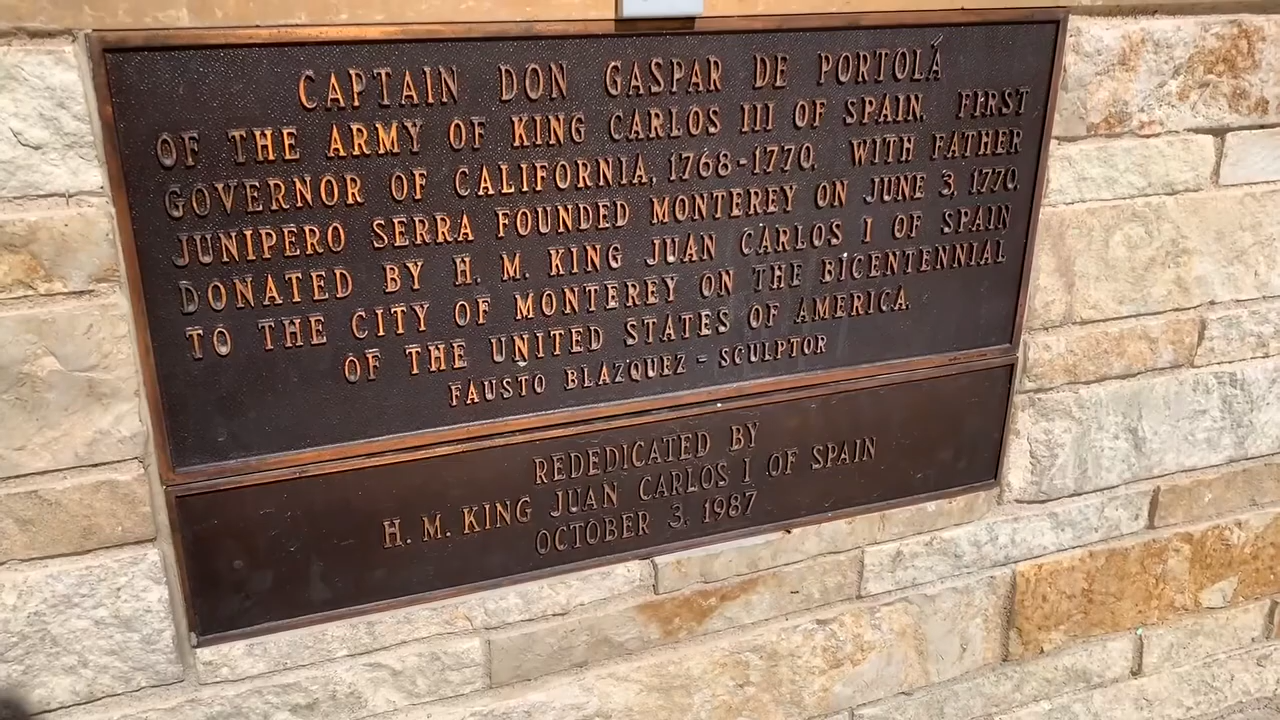 CAPTAIN DON GASPAR DE PORTOLÁ
OF THE ARMY OF KING CARLOS III OF SPAIN. FIRST
GOVERNOR OF CALIFORNIA, 1768-1770. WITH FATHER
JUNIPERO SERRA FOUNDED MONTEREY ON JUNE 3, 1770.
DONATED BY H. M. KING JUAN CARLOS I OF SPAIN
TO THE CITY OF MONTEREY ON THE BICENTENNIAL
OF THE UNITED STATES OF AMERICA.
FAUSTO BLAZQUEZ - SCULPTOR
REDEDICATED BY
H. M. KING JUAN CARLOS I OF SPAIN
OCTOBER 3, 1987